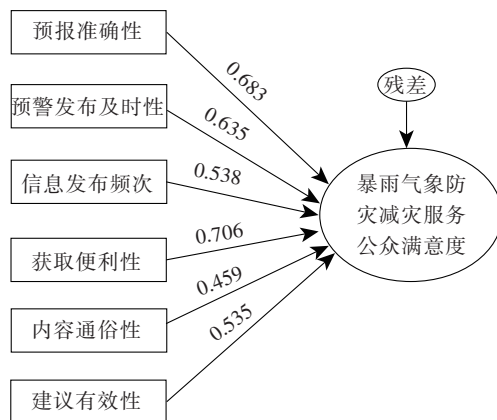 预报准确性
0.683
残差
预警发布及时性
0.635
信息发布频次
0.538
暴雨气象防
灾减灾服务
公众满意度
获取便利性
0.706
内容通俗性
0.459
建议有效性
0.535